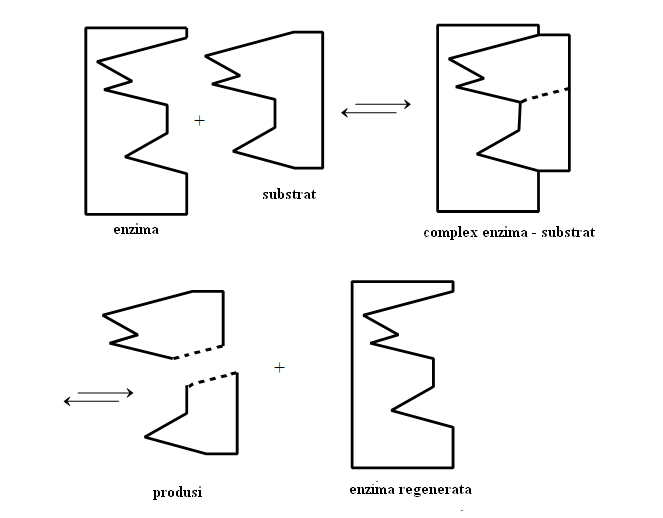 +
substrat
enzima
complex enzima - substrat
+
produsi
enzima regenerata